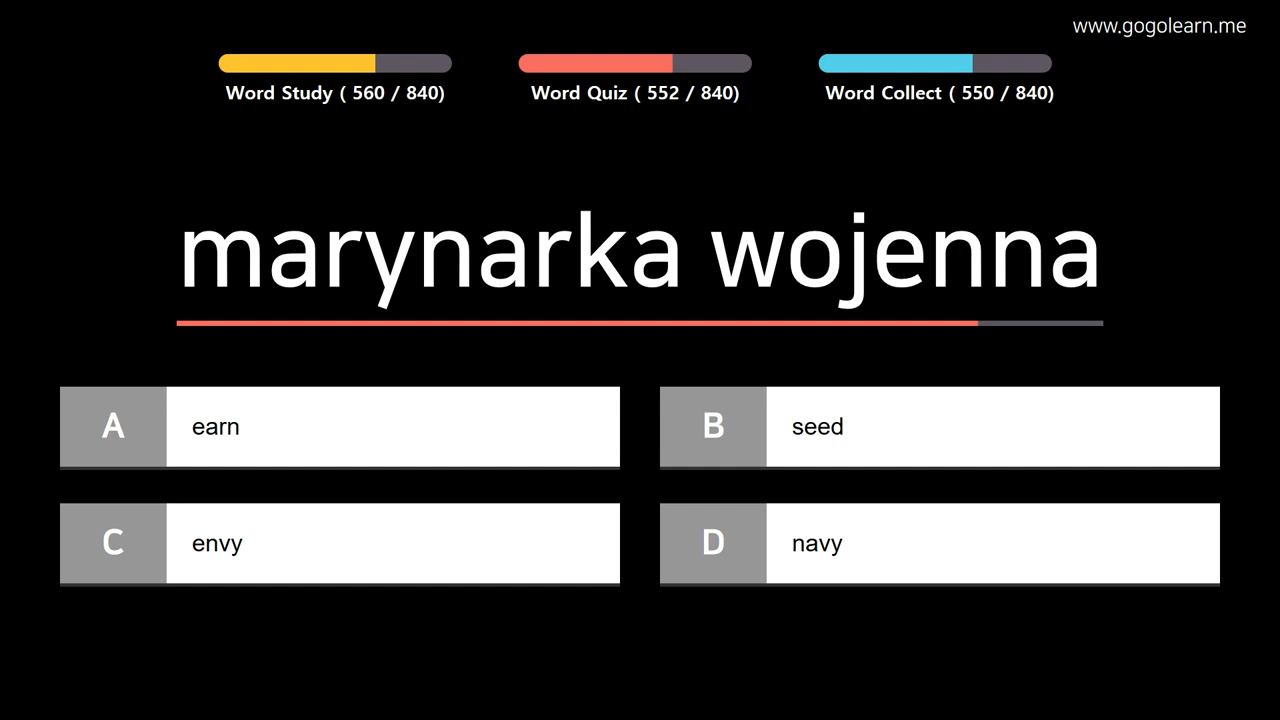 www.gogolearn.me
Word Study ( 560 / 840)
Word Quiz ( 552 / 840)
Word Collect ( 550 / 840)
marynarka wojenna
A earn
B seed
C envy
D navy